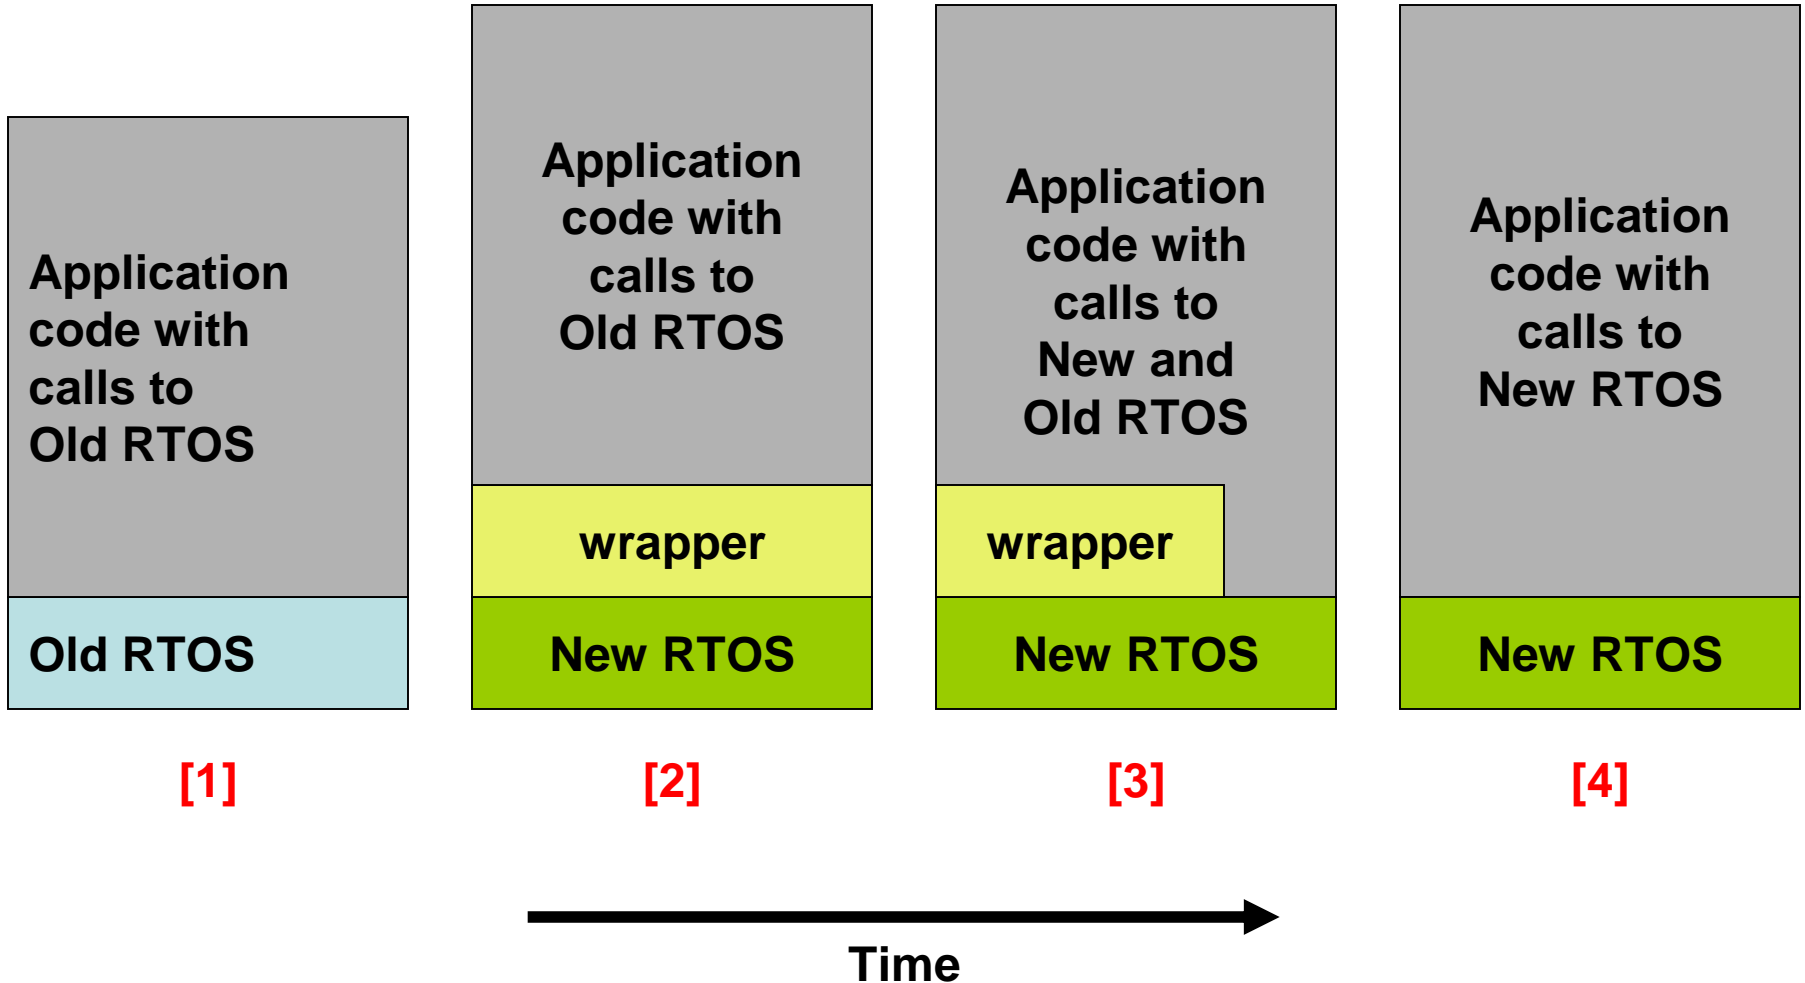 Application
code with
calls to
Old RTOS
Old RTOS
[1]
Application
code with
calls to
Old RTOS
wrapper
New RTOS
[2]
Application
code with
calls to
New and
Old RTOS
wrapper
New RTOS
[3]
Application
code with
calls to
New RTOS
New RTOS
[4]
Time